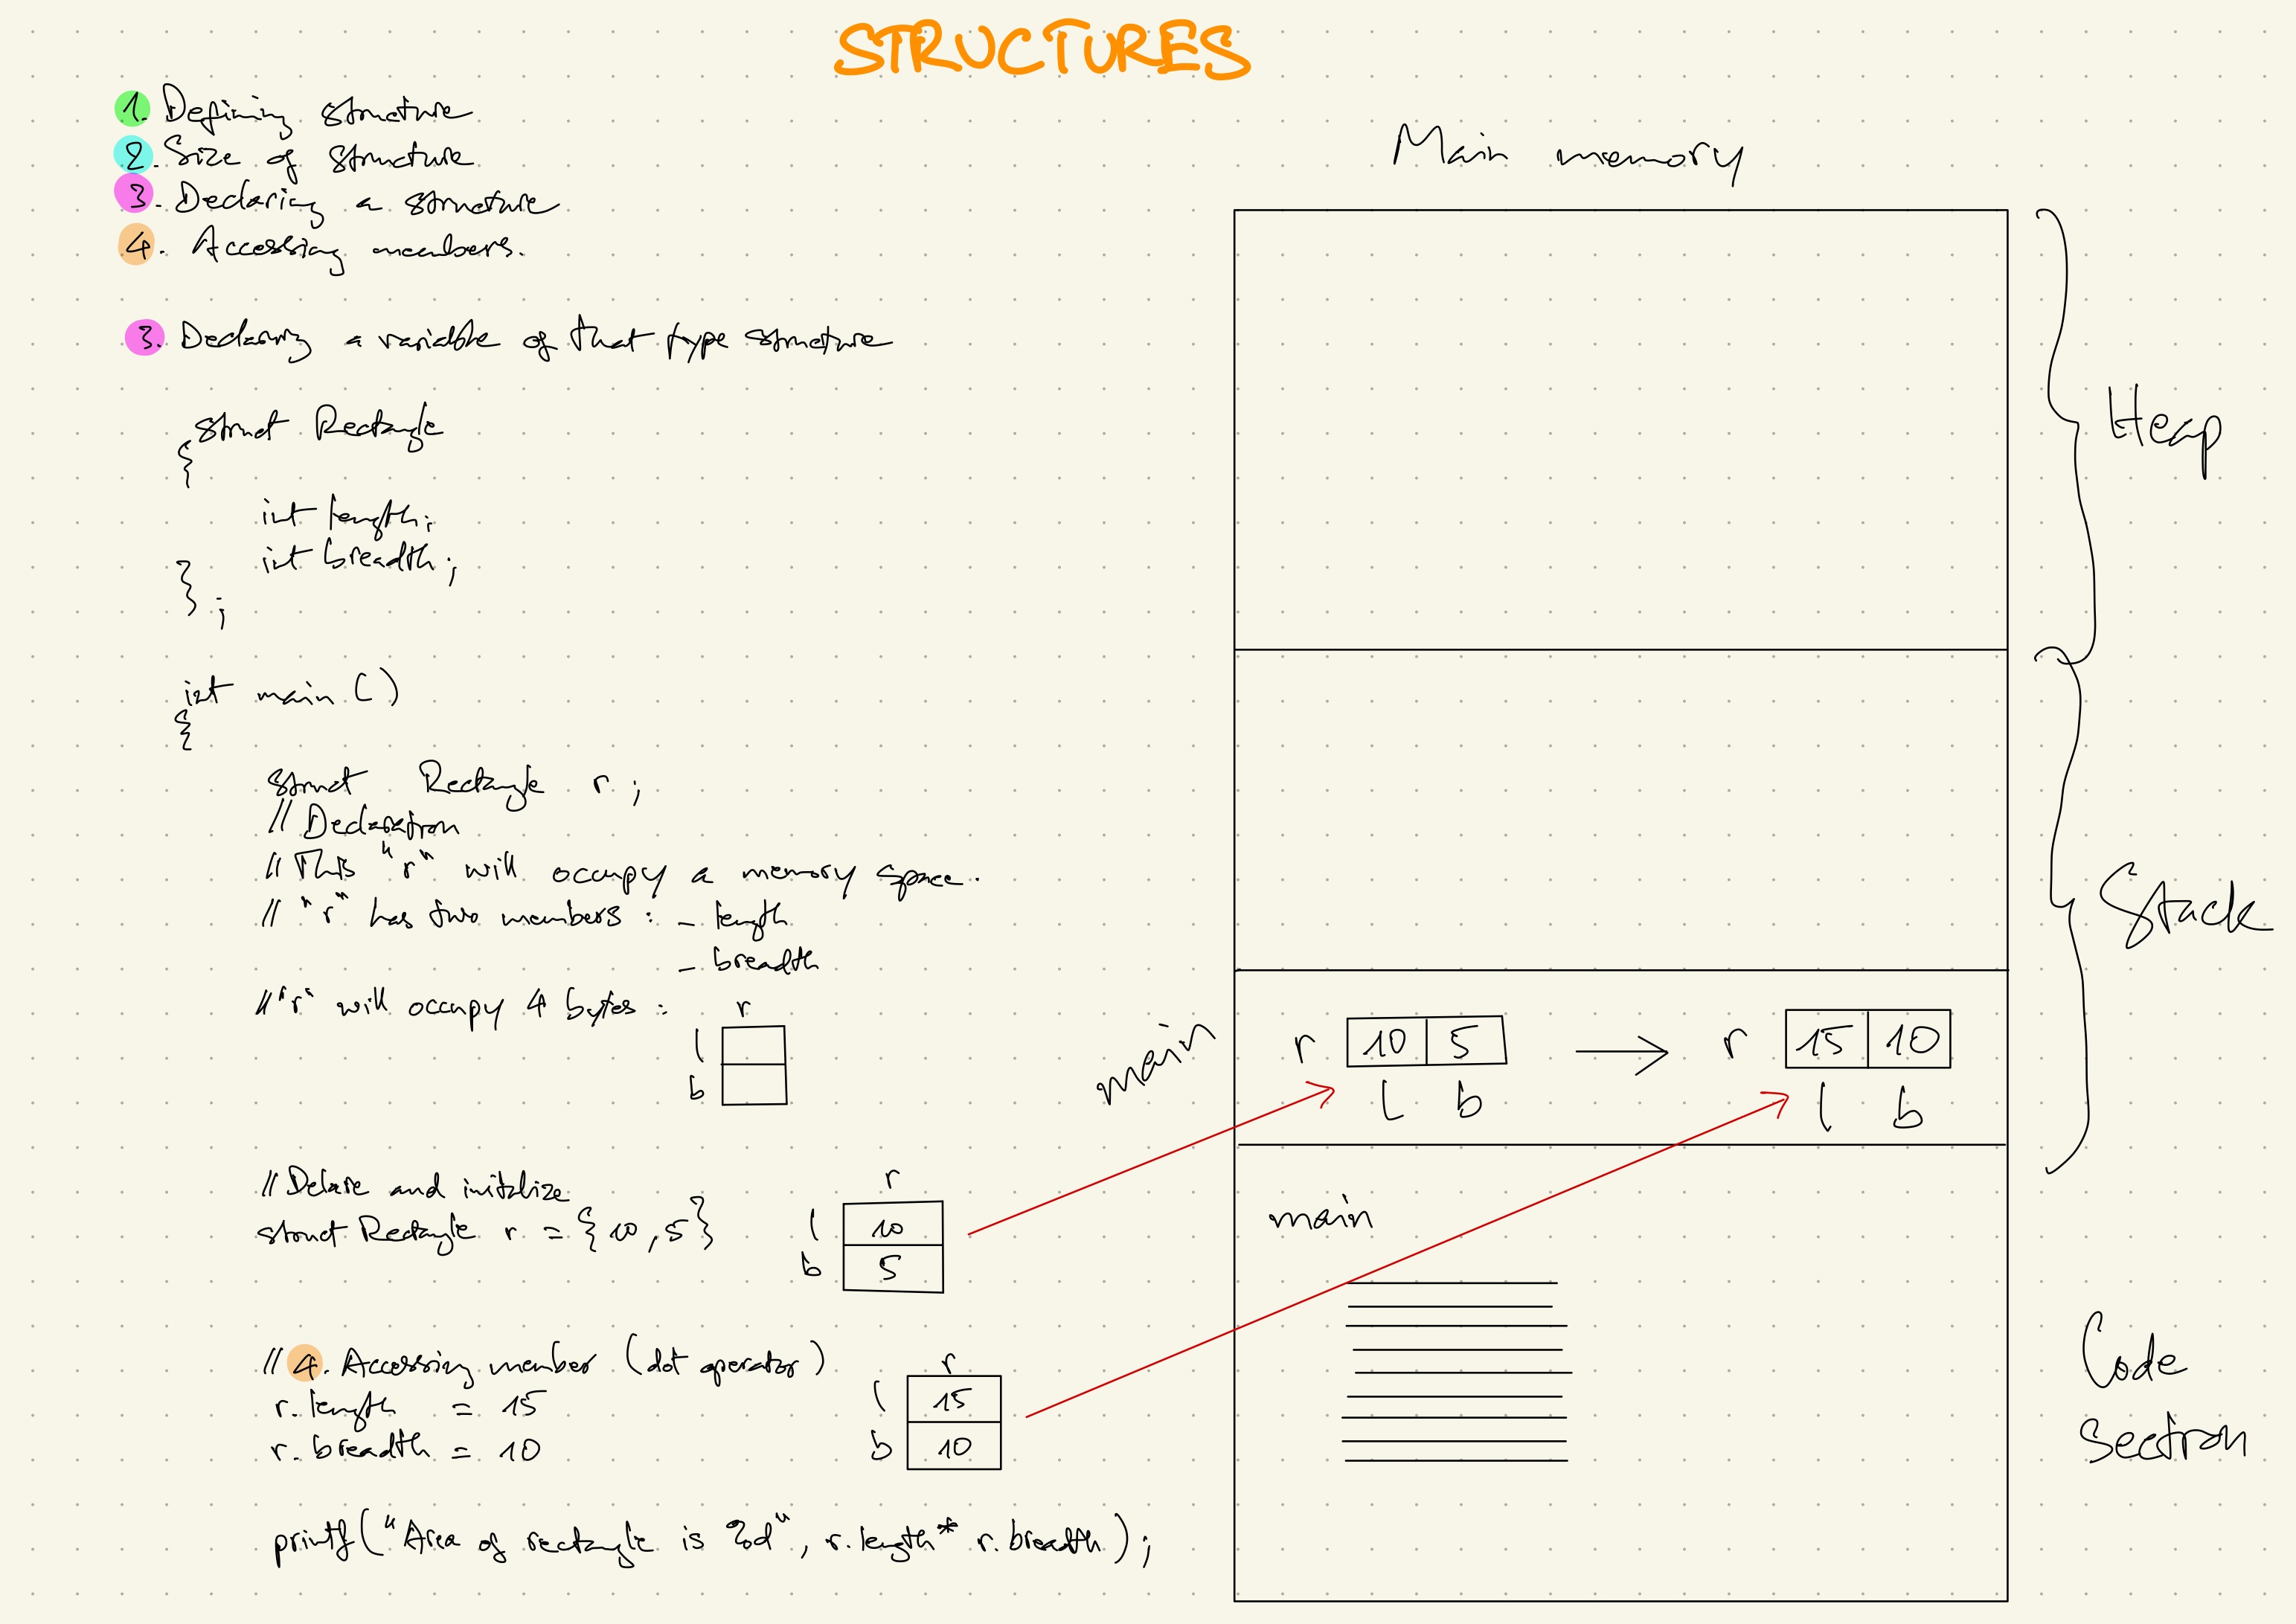 STRUCTURES
1. Defining structure
2. Size of structure
3. Declaring a structure
4. Accessing members.
3. Declaring a variable of that type structure
struct Rectangle
{
int length;
int breadth;
};
int main ()
{
struct Rectangle r ;
// Declaration
// This "r" will occupy a memory space.
// "r" has two members : - length
- breadth
// "r" will occupy 4 bytes :
r
l
b
// Delare and initalize
struct Rectangle r = {10, 5}
r
l 10
b 5
// 4. Accessing member (dot operator)
r. length = 15
r. breadth = 10
r
l 15
b 10
printf("Area of rectangle is %d", r.length* r.breadth);
Main memory
Heap
Stack
main
r 10 5 → r 15 10
l b l b
main
Code
section